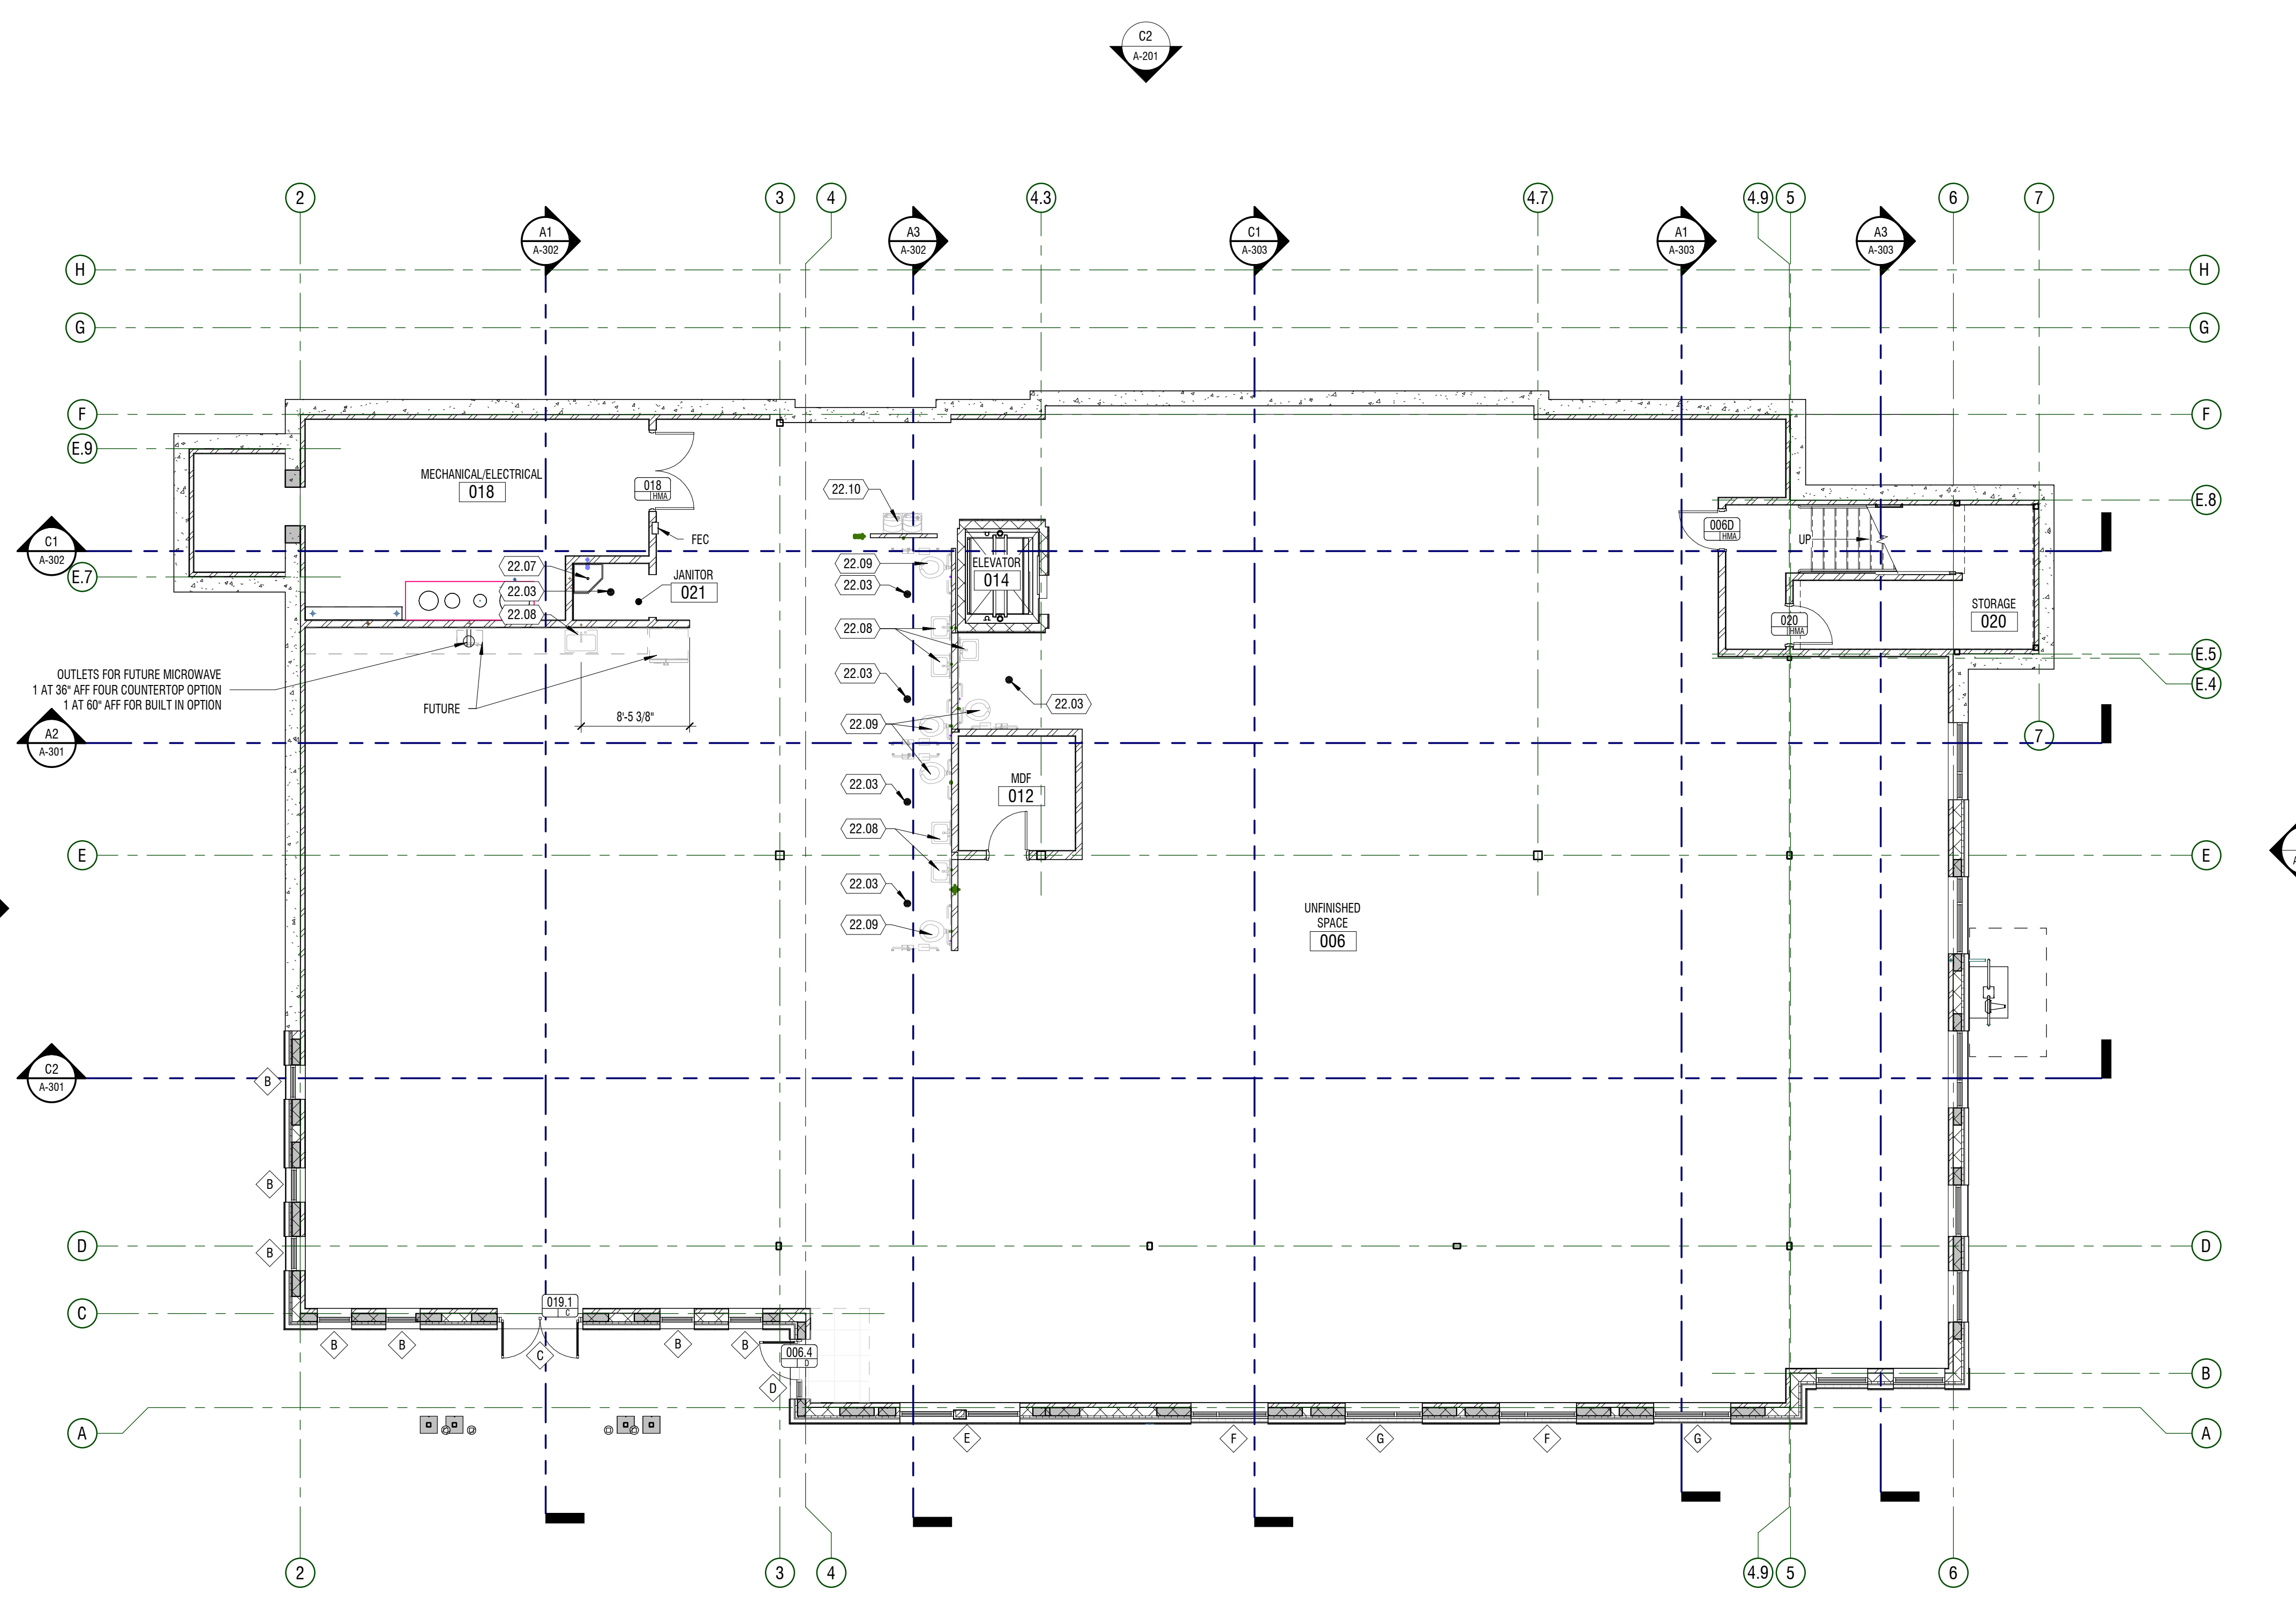 C2
A-201
2
3
4
4.3
4.7
4.9
5
6
7
A1
A-302
A3
A-302
C1
A-303
A1
A-303
A3
A-303
H
H
G
G
F
F
E.9
MECHANICAL/ELECTRICAL
018
018
HMA
22.10
E.8
006D
HMA
UP
C1
A-302
FEC
E.7
22.07
22.03
22.08
JANITOR
021
22.09
22.03
ELEVATOR
014
22.08
STORAGE
020
020
HMA
E.5
E.4
OUTLETS FOR FUTURE MICROWAVE
1 AT 36" AFF FOUR COUNTERTOP OPTION
1 AT 60" AFF FOR BUILT IN OPTION
FUTURE
8'-5 3/8"
22.03
22.03
22.09
A2
A-301
7
MDF
012
22.03
22.08
E
E
22.03
22.09
UNFINISHED
SPACE
006
C2
A-301
B
B
B
D
D
C
019.1
C
B
B
C
B
B
006.4
D
D
B
A
A
E
F
G
F
G
2
3
4
4.9
5
6